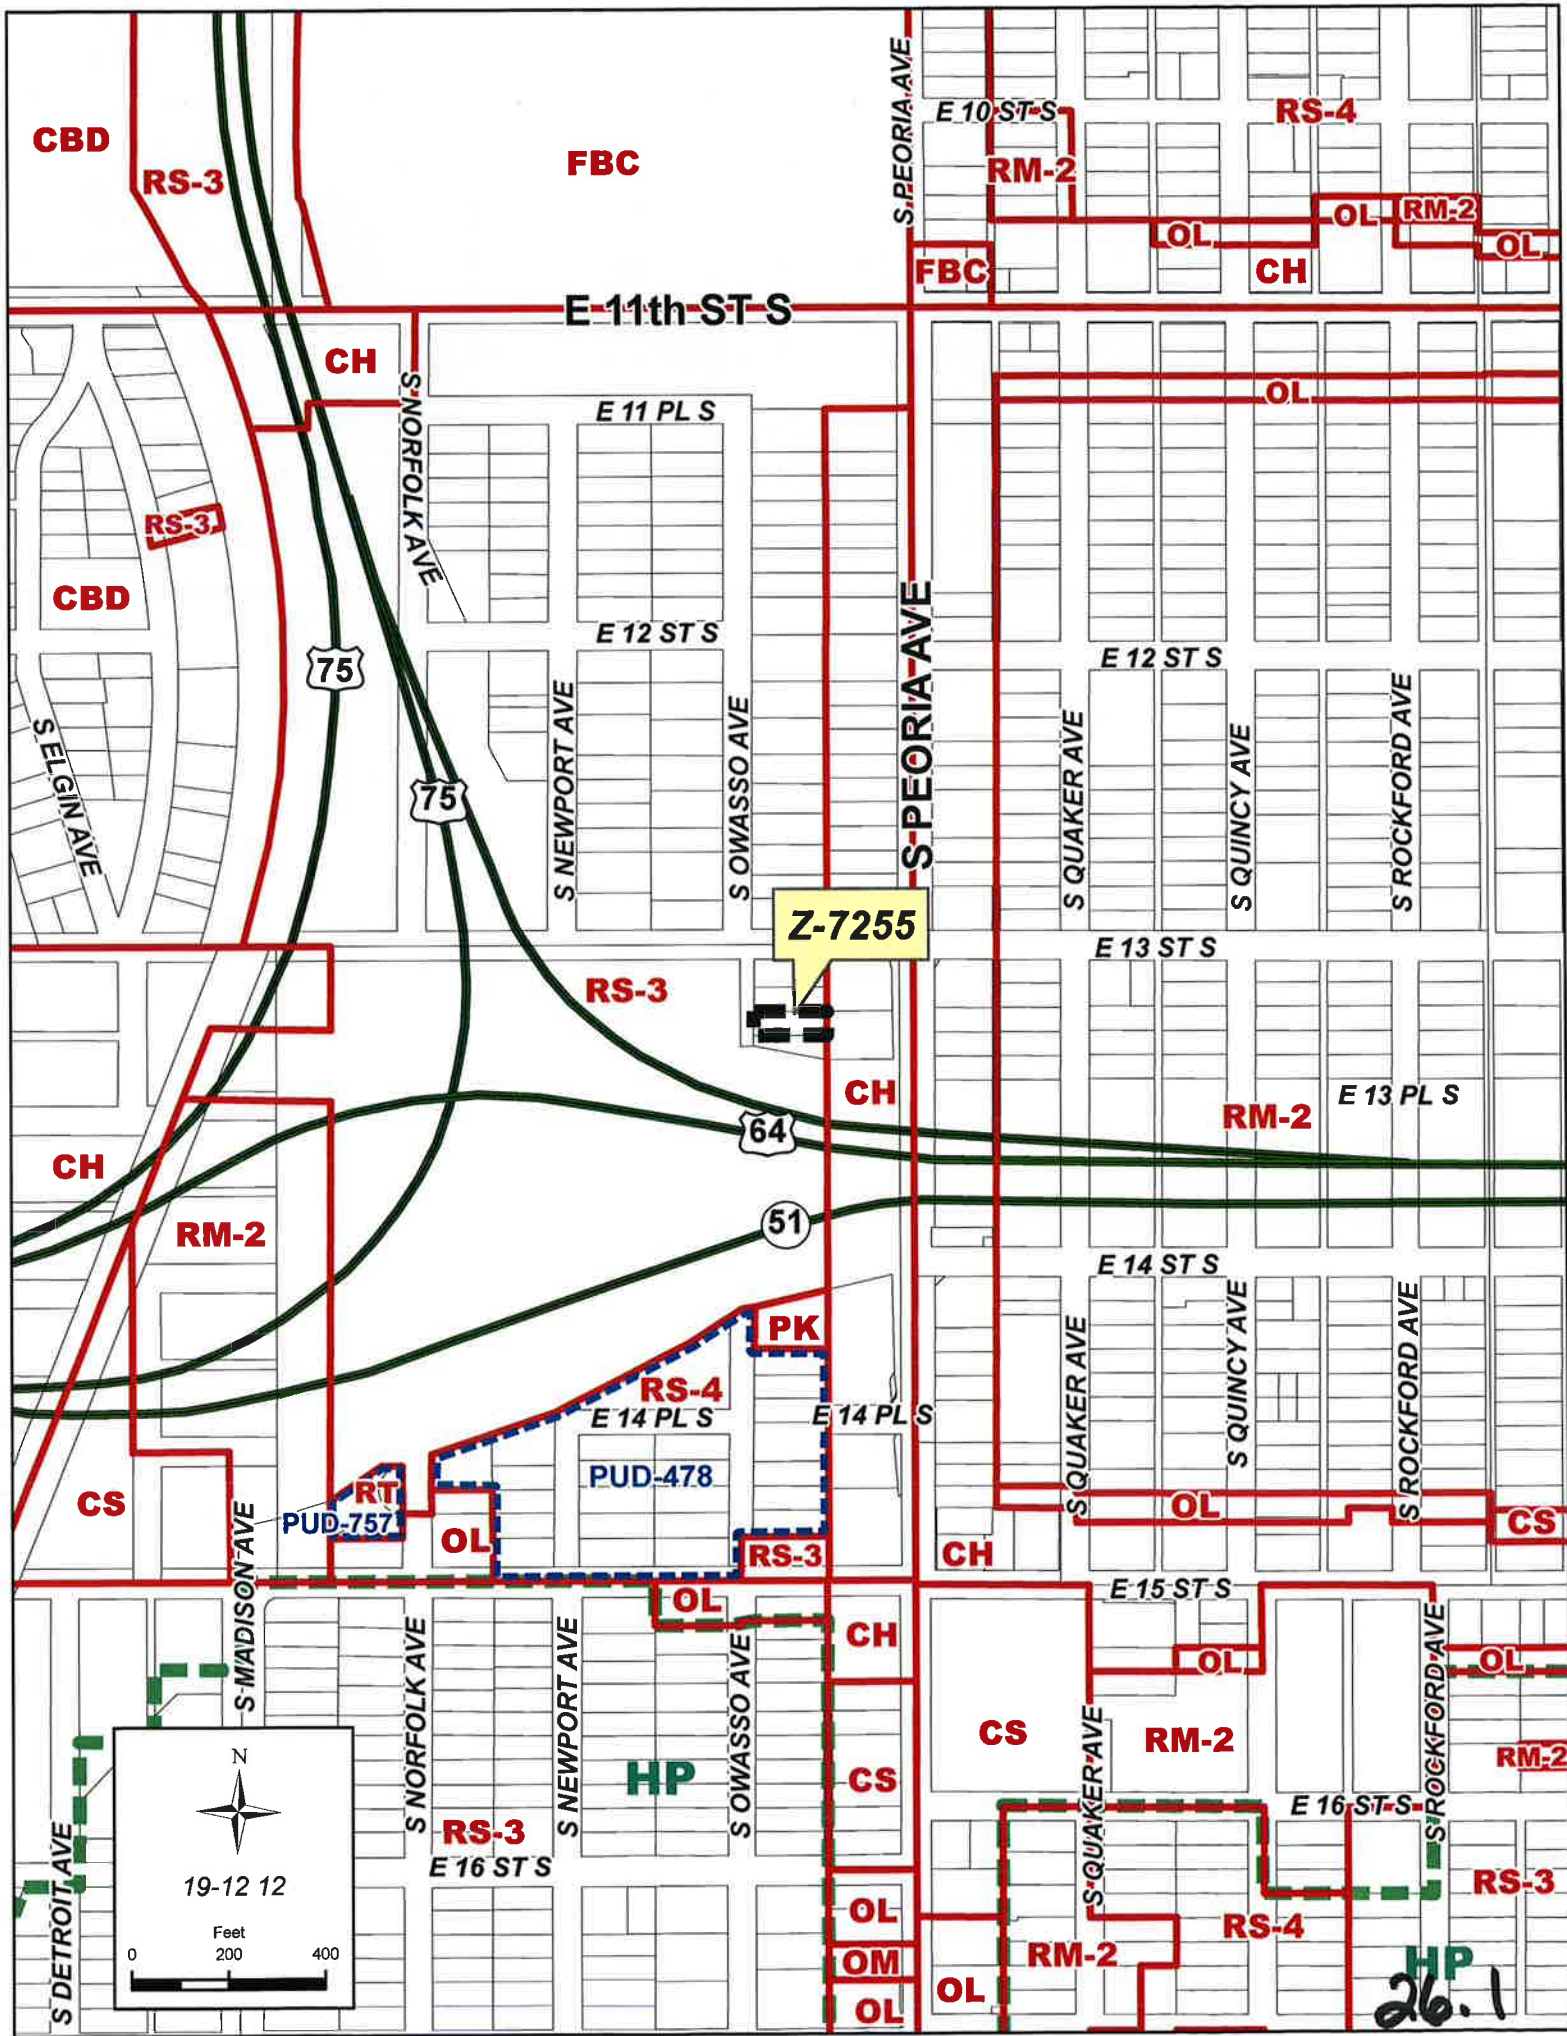 S PEORIA AVE
E 10 ST S
RS-4
CBD
FBC
RM-2
RS-3
OL
RM-2
OL
OL
FBC
CH
E 11th ST S
CH
S NORFOLK AVE
OL
E 11 PL S
RS-3
CBD
E 12 ST S
E 12 ST S
75
S PEORIA AVE
S ELGIN AVE
S NEWPORT AVE
S OWASSO AVE
S QUAKER AVE
S QUINCY AVE
S ROCKFORD AVE
75
Z-7255
E 13 ST S
RS-3
CH
E 13 PL S
RM-2
64
CH
51
RM-2
E 14 ST S
PK
S QUAKER AVE
S QUINCY AVE
S ROCKFORD AVE
RS-4
E 14 PL S
E 14 PL S
PUD-478
RT
CS
PUD-757
OL
OL
CS
S MADISON AVE
RS-3
CH
E 15 ST S
OL
CH
OL
OL
S NORFOLK AVE
S NEWPORT AVE
S OWASSO AVE
CS
RM-2
RM-2
S QUAKER AVE
S ROCKFORD AVE
HP
CS
E 16 ST S
RS-3
E 16 ST S
N
19-12 12
Feet
0 200 400
S DETROIT AVE
RS-3
OL
RS-4
OM
RM-2
HP
OL
OL
26.1